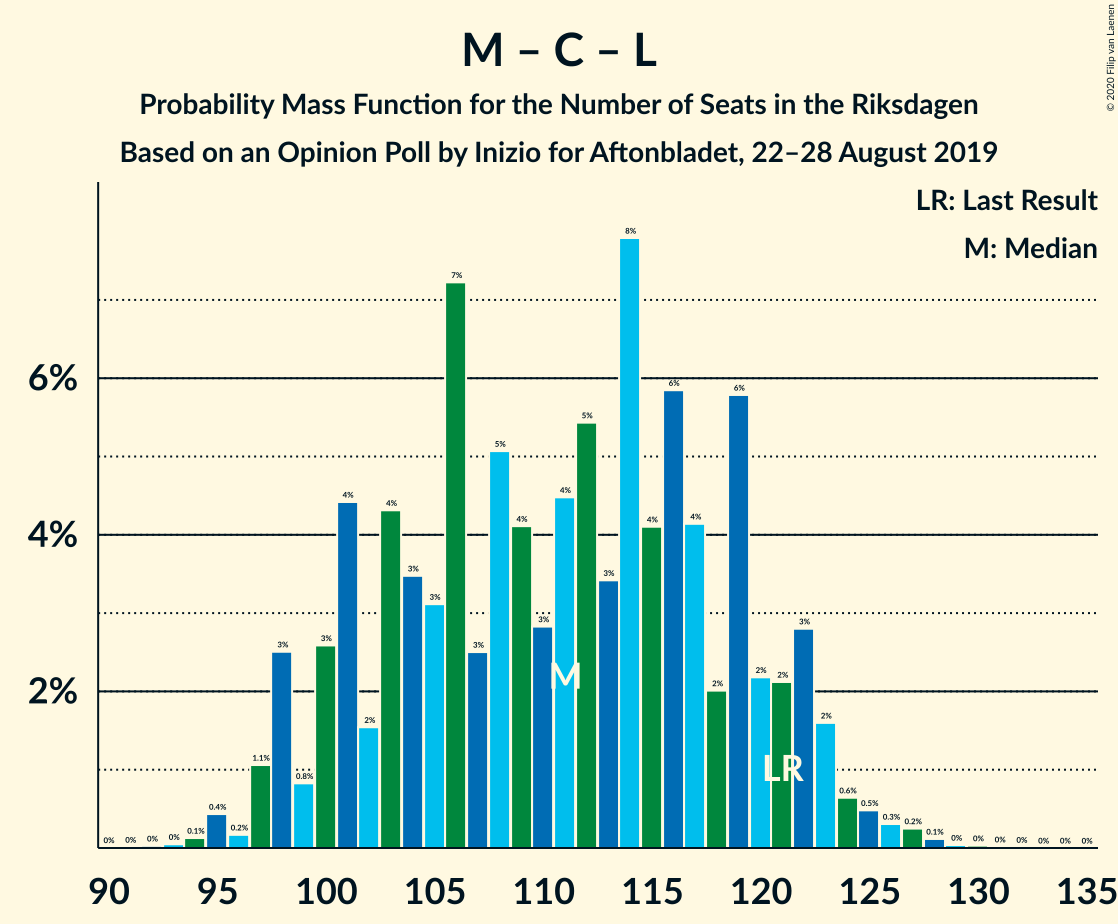 M – C – L
Probability Mass Function for the Number of Seats in the Riksdagen
Based on an Opinion Poll by Inizio for Aftonbladet, 22–28 August 2019
© 2020 Filip van Laenen
LR: Last Result
M: Median
6%
4%
2%
0% 0% 0% 0% 0.1% 0.4% 0.2% 1.1% 3% 0.8% 3% 4% 2% 4% 3% 3% 7% 3% 5% 4% 3% 4% 5% 3% 8% 4% 6% 4% 2% 6% 2% 2% 3% 2% 0.6% 0.5% 0.3% 0.2% 0.1% 0% 0% 0% 0% 0% 0% 0%
M
LR
90 95 100 105 110 115 120 125 130 135